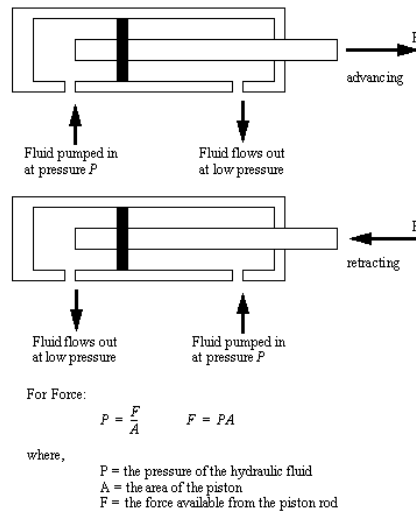 F
advancing
Fluid pumped in
at pressure P
Fluid flows out
at low pressure
F
retracting
Fluid flows out
at low pressure
Fluid pumped in
at pressure P
For Force:
P = F/A    F = PA
where,
P = the pressure of the hydraulic fluid
A = the area of the piston
F = the force available from the piston rod